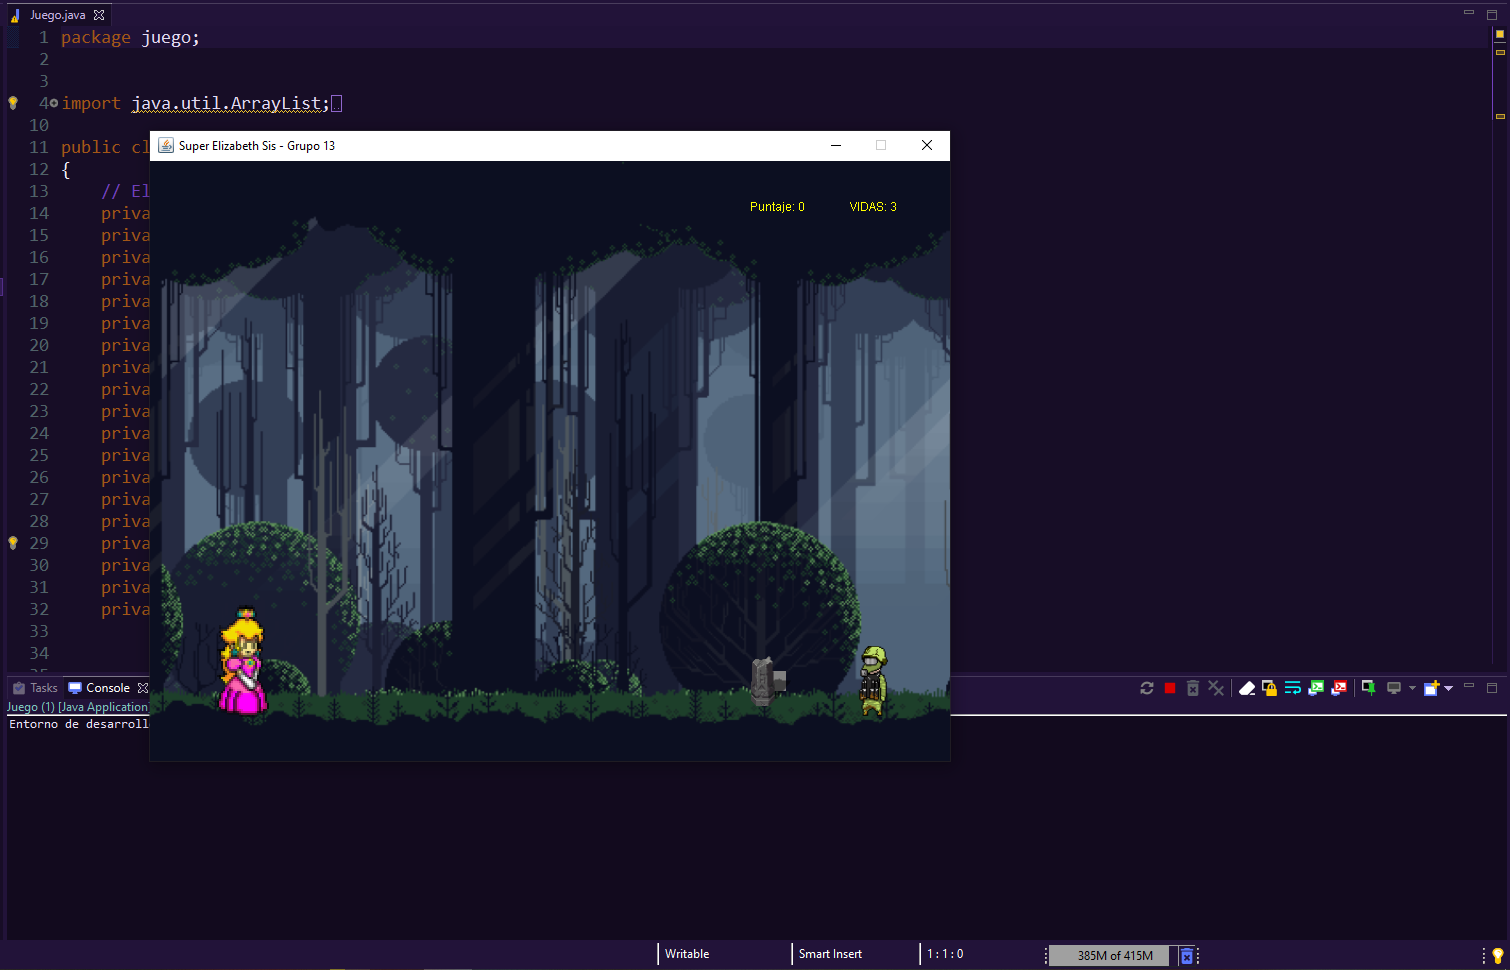 Juego.java
1 package juego;
2
3
4 import java.util.ArrayList;
10
11 public cl
12 {
13 // El
14 priva
15 priva
16 priva
17 priva
18 priva
19 priva
20 priva
21 priva
22 priva
23 priva
24 priva
25 priva
26 priva
27 priva
28 priva
29 priva
30 priva
31 priva
32 priva
33
34
Super Elizabeth Sis - Grupo 13
Puntaje: 0 VIDAS: 3
Tasks Console
Juego (1) [Java Application
Entorno de desarroll
Writable Smart Insert 1 : 1 : 0 385M of 415M